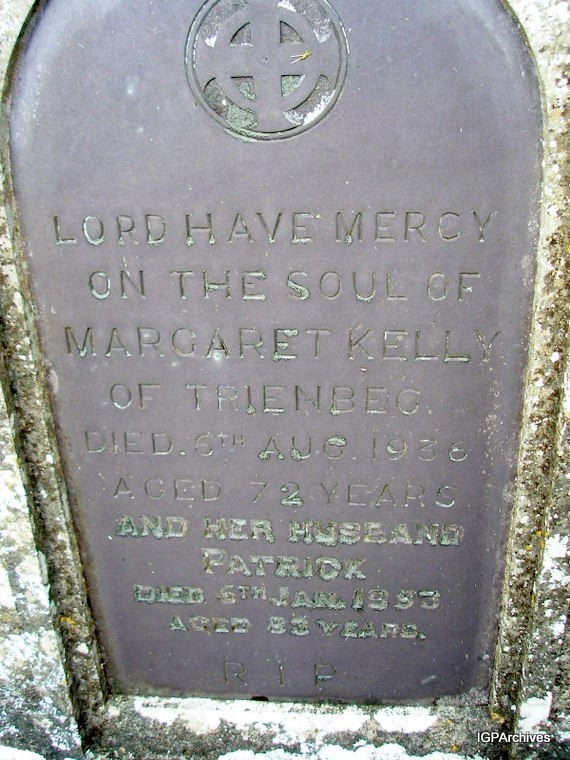 LORD HAVE MERCY
ON THE SOUL OF
MARGARET KELLY
OF TRIENBEG.
DIED. 6TH AUG. 1936
AGED 72 YEARS
AND HER HUSBAND
PATRICK
DIED 6TH JAN. 1953
AGED 83 YEARS.
R I P
IGPArchives